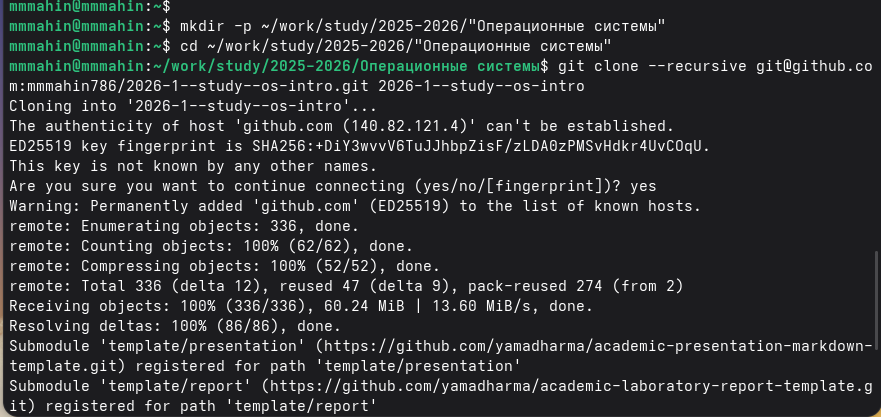 mmmahin@mmmahin:~$
mmmahin@mmmahin:~$ mkdir -p ~/work/study/2025-2026/"Операционные системы"
mmmahin@mmmahin:~$ cd ~/work/study/2025-2026/"Операционные системы"
mmmahin@mmmahin:~/work/study/2025-2026/Операционные системы$ git clone --recursive git@github.co
m:mmmahin786/2026-1--study--os-intro.git 2026-1--study--os-intro
Cloning into '2026-1--study--os-intro'...
The authenticity of host 'github.com (140.82.121.4)' can't be established.
ED25519 key fingerprint is SHA256:+DiY3wvvV6TuJJhbpZisF/zLDA0zPMSvHdkr4UvCOqU.
This key is not known by any other names.
Are you sure you want to continue connecting (yes/no/[fingerprint])? yes
Warning: Permanently added 'github.com' (ED25519) to the list of known hosts.
remote: Enumerating objects: 336, done.
remote: Counting objects: 100% (62/62), done.
remote: Compressing objects: 100% (52/52), done.
remote: Total 336 (delta 12), reused 47 (delta 9), pack-reused 274 (from 2)
Receiving objects: 100% (336/336), 60.24 MiB | 13.60 MiB/s, done.
Resolving deltas: 100% (86/86), done.
Submodule 'template/presentation' (https://github.com/yamadharma/academic-presentation-markdown-
template.git) registered for path 'template/presentation'
Submodule 'template/report' (https://github.com/yamadharma/academic-laboratory-report-template.g
it) registered for path 'template/report'